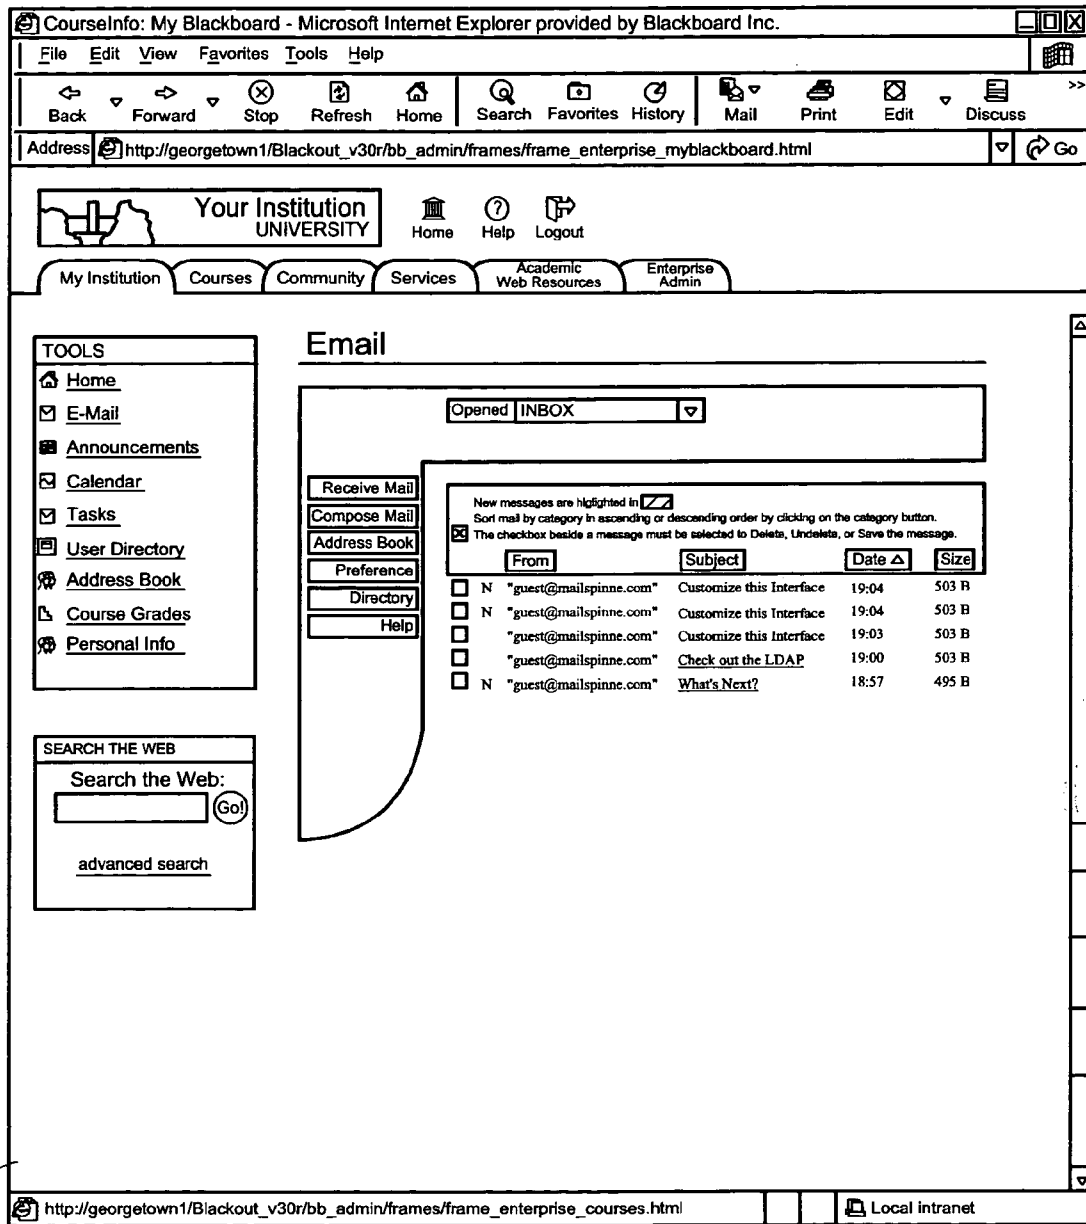 CourseInfo: My Blackboard - Microsoft Internet Explorer provided by Blackboard Inc.
File Edit View Favorites Tools Help
Back Forward Stop Refresh Home Search Favorites History Mail Print Edit Discuss >>
Address http://georgetown1/Blackout_v30r/bb_admin/frames/frame_enterprise_myblackboard.html Go
Your Institution
UNIVERSITY
Home Help Logout
My Institution Courses Community Services Academic Web Resources Enterprise Admin
TOOLS
Home
E-Mail
Announcements
Calendar
Tasks
User Directory
Address Book
Course Grades
Personal Info
SEARCH THE WEB
Search the Web:
Go!
advanced search
Email
Opened INBOX
Receive Mail
Compose Mail
Address Book
Preference
Directory
Help
New messages are higlighted in
Sort mail by category in ascending or descending order by clicking on the category button.
The checkbox beside a message must be selected to Delete, Undelete, or Save the message.
From Subject Date Size
N "guest@mailspinne.com" Customize this Interface 19:04 503 B
N "guest@mailspinne.com" Customize this Interface 19:04 503 B
"guest@mailspinne.com" Customize this Interface 19:03 503 B
"guest@mailspinne.com" Check out the LDAP 19:00 503 B
N "guest@mailspinne.com" What's Next? 18:57 495 B
http://georgetown1/Blackout_v30r/bb_admin/frames/frame_enterprise_courses.html Local intranet